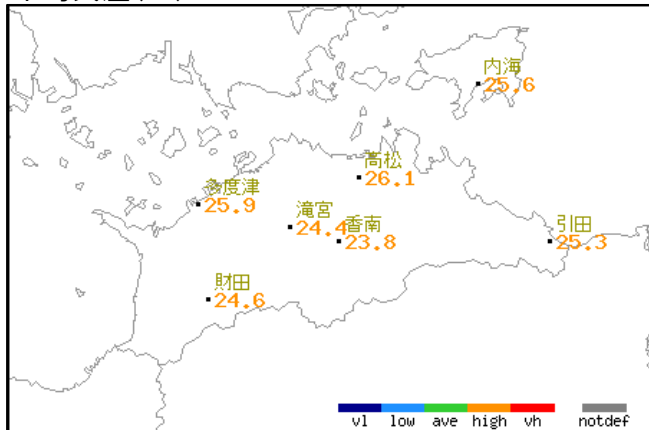 内海
25.6
高松
26.1
多度津
25.9
滝宮
24.4
香南
23.8
引田
25.3
財田
24.6
vl low ave high vh notdef